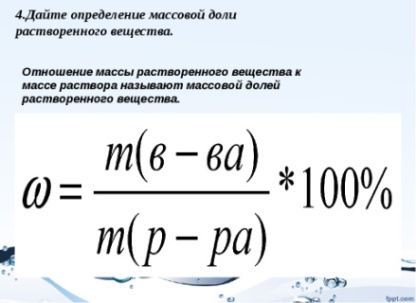 4.Дайте определение массовой доли
растворенного вещества.
Отношение массы растворенного вещества к
массе раствора называют массовой долей
растворенного вещества.
ω = m(в − ва) / m(р − ра) * 100%
fppt.com